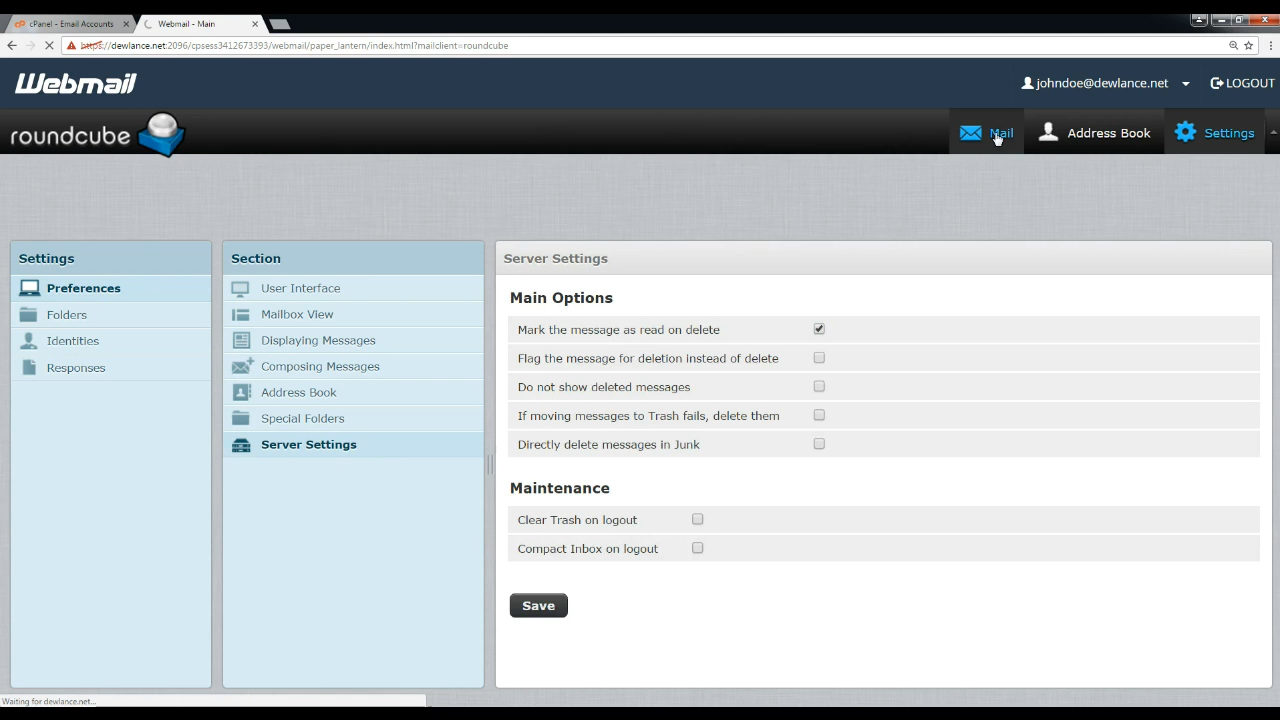 cPanel - Email Accounts
Webmail - Main
https://dewlance.net:2096/cpsess3412673393/webmail/paper_lantern/index.html?mailclient=roundcube
Webmail
johndoe@dewlance.net
LOGOUT
roundcube
Mail
Address Book
Settings
Settings
Preferences
Folders
Identities
Responses
Section
User Interface
Mailbox View
Displaying Messages
Composing Messages
Address Book
Special Folders
Server Settings
Server Settings
Main Options
Mark the message as read on delete
Flag the message for deletion instead of delete
Do not show deleted messages
If moving messages to Trash fails, delete them
Directly delete messages in Junk
Maintenance
Clear Trash on logout
Compact Inbox on logout
Save
Waiting for dewlance.net...